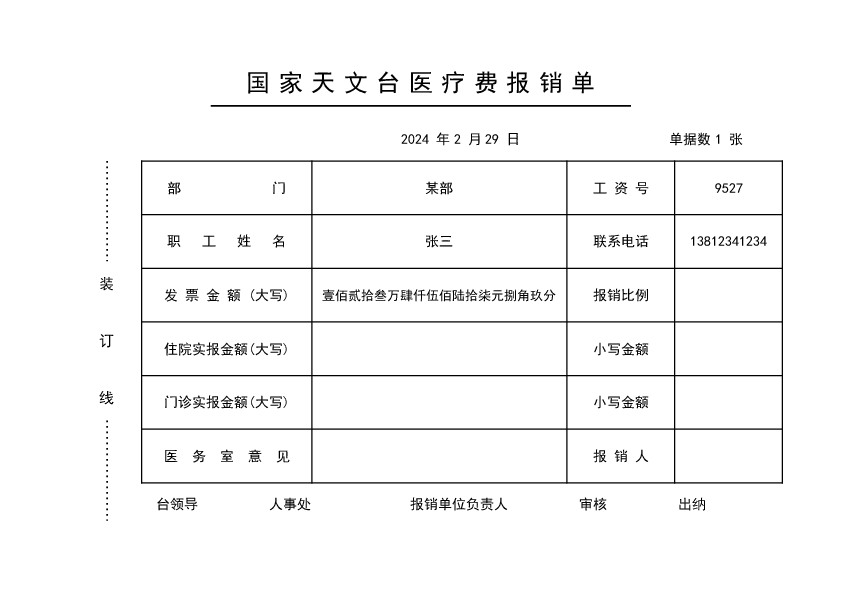 国家天文台医疗费报销单
2024 年 2 月 29 日 单据数 1 张
部 门 某部 工 资 号 9527
职 工 姓 名 张三 联系电话 13812341234
发 票 金 额 (大写) 壹佰贰拾叁万肆仟伍佰陆拾柒元捌角玖分 报销比例
住院实报金额(大写) 小写金额
门诊实报金额(大写) 小写金额
医 务 室 意 见 报 销 人
台领导 人事处 报销单位负责人 审核 出纳
装
订
线